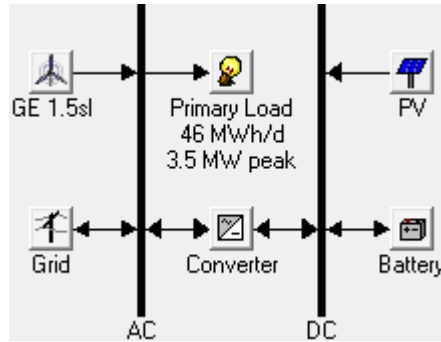 GE 1.5sl
Primary Load
46 MWh/d
3.5 MW peak
PV
Grid
Converter
Battery
AC
DC